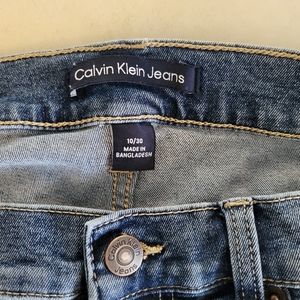 Calvin Klein Jeans
10/30
MADE IN
BANGLADESH
Calvin Klein
Jeans